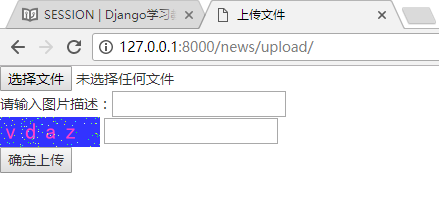 SESSION | Django学习
上传文件
127.0.0.1:8000/news/upload/
选择文件 未选择任何文件
请输入图片描述：
v d a z
确定上传